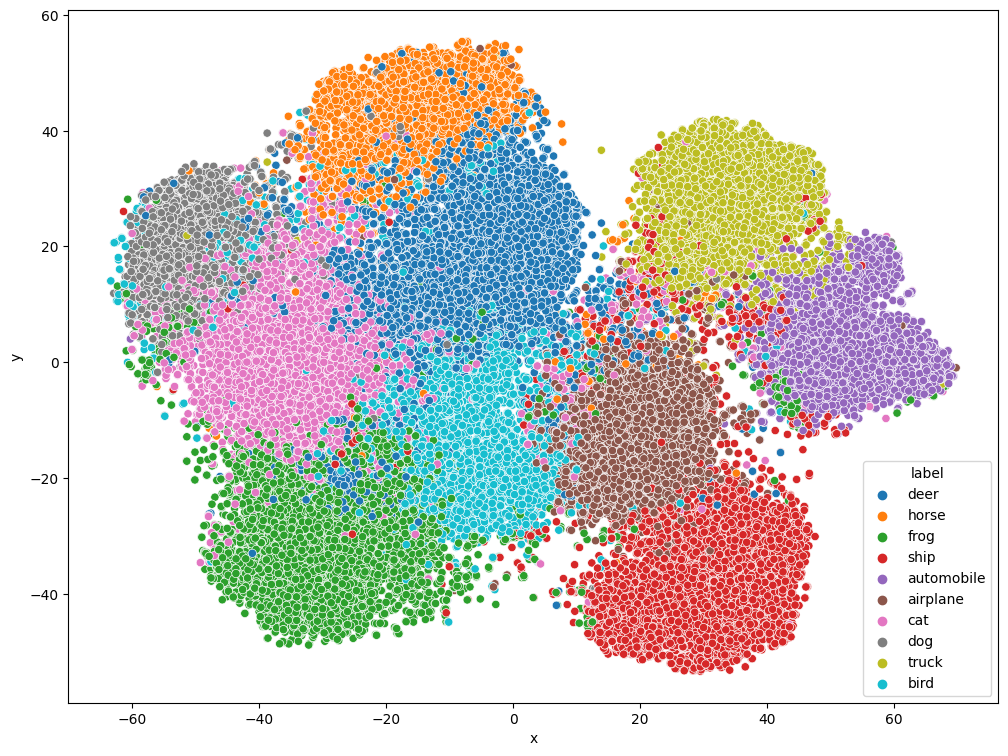 60
40
20
0
−20
−40
y
−60
−40
−20
0
20
40
60
x
label
deer
horse
frog
ship
automobile
airplane
cat
dog
truck
bird